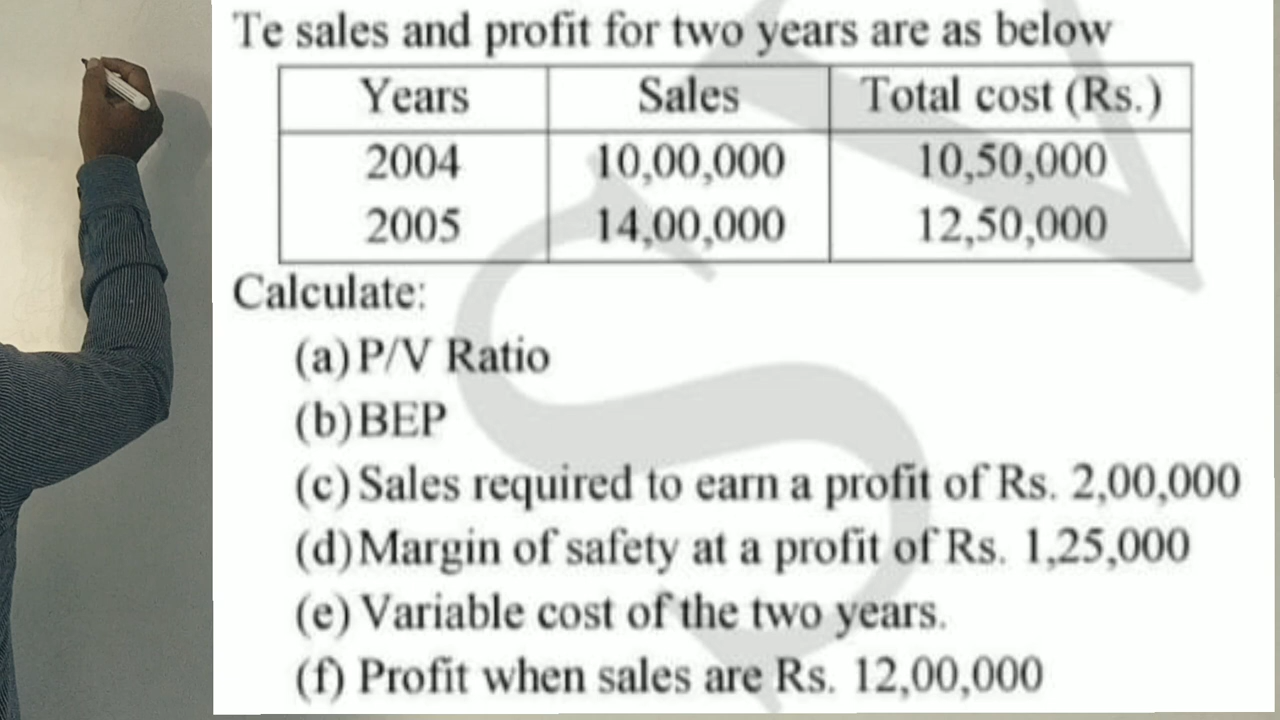 Te sales and profit for two years are as below
Years Sales Total cost (Rs.)
2004 10,00,000 10,50,000
2005 14,00,000 12,50,000
Calculate:
(a) P/V Ratio
(b) BEP
(c) Sales required to earn a profit of Rs. 2,00,000
(d) Margin of safety at a profit of Rs. 1,25,000
(e) Variable cost of the two years.
(f) Profit when sales are Rs. 12,00,000